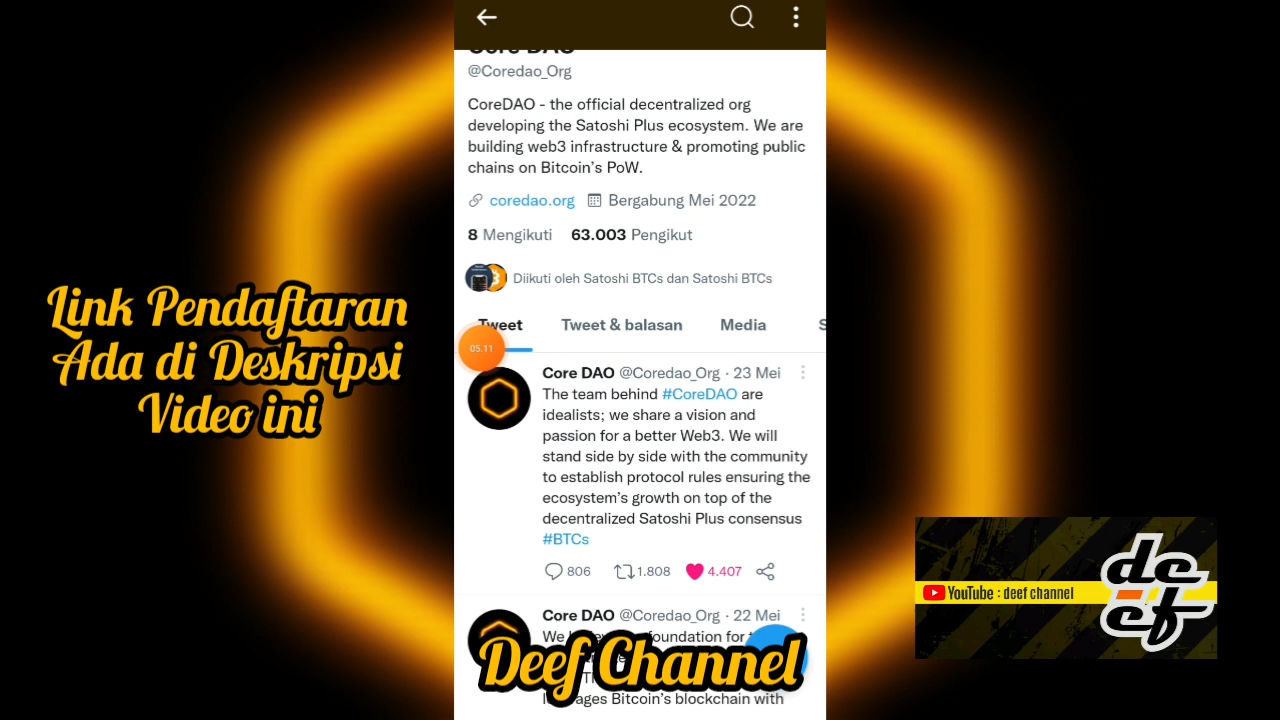 Core DAO
@Coredao_Org
CoreDAO - the official decentralized org
developing the Satoshi Plus ecosystem. We are
building web3 infrastructure & promoting public
chains on Bitcoin's PoW.
coredao.org Bergabung Mei 2022
8 Mengikuti 63.003 Pengikut
Diikuti oleh Satoshi BTCs dan Satoshi BTCs
Tweet Tweet & balasan Media S
05.11
Core DAO @Coredao_Org · 23 Mei
The team behind #CoreDAO are
idealists; we share a vision and
passion for a better Web3. We will
stand side by side with the community
to establish protocol rules ensuring the
ecosystem's growth on top of the
decentralized Satoshi Plus consensus
#BTCs
806 1.808 4.407
Core DAO @Coredao_Org · 22 Mei
foundation for
Bitcoin's blockchain with
Link Pendaftaran
Ada di Deskripsi
Video ini
Deef Channel
YouTube : deef channel
deef